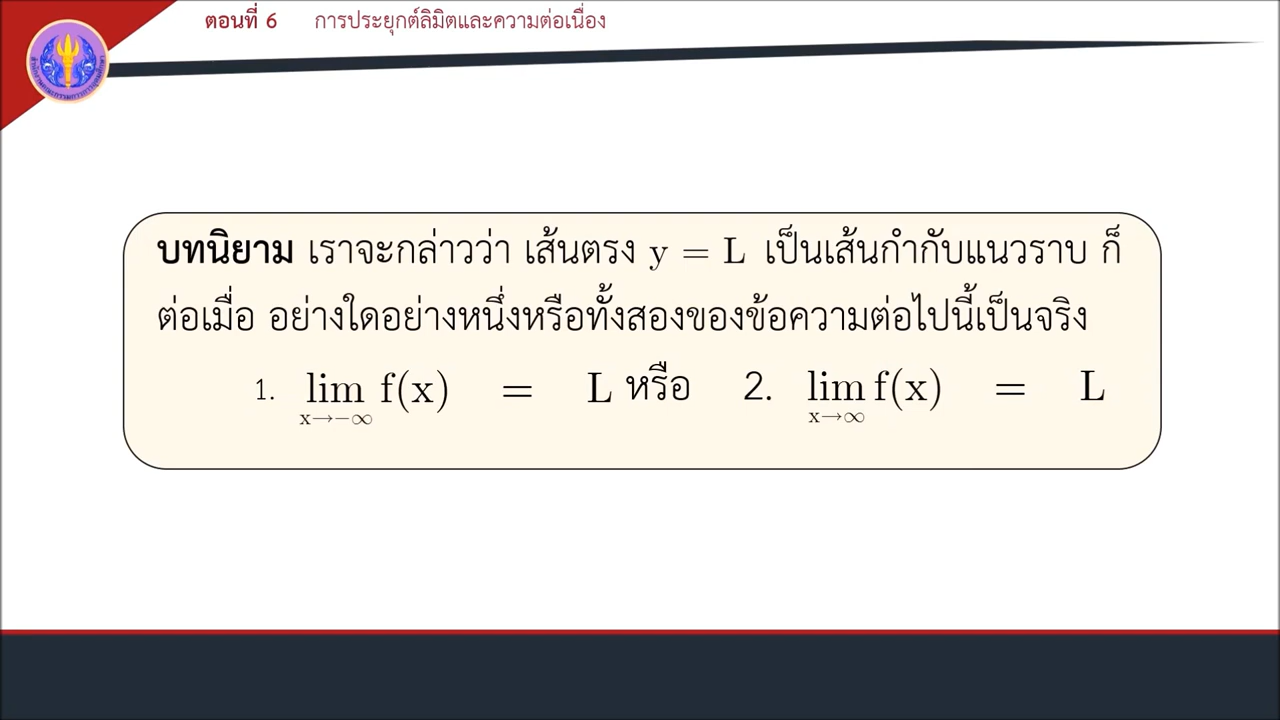 ตอนที่ 6 การประยุกต์ลิมิตและความต่อเนื่อง
บทนิยาม เราจะกล่าวว่า เส้นตรง y = L เป็นเส้นกำกับแนวราบ ก็
ต่อเมื่อ อย่างใดอย่างหนึ่งหรือทั้งสองของข้อความต่อไปนี้เป็นจริง
1. lim f(x) = L หรือ 2. lim f(x) = L
x→−∞ x→∞